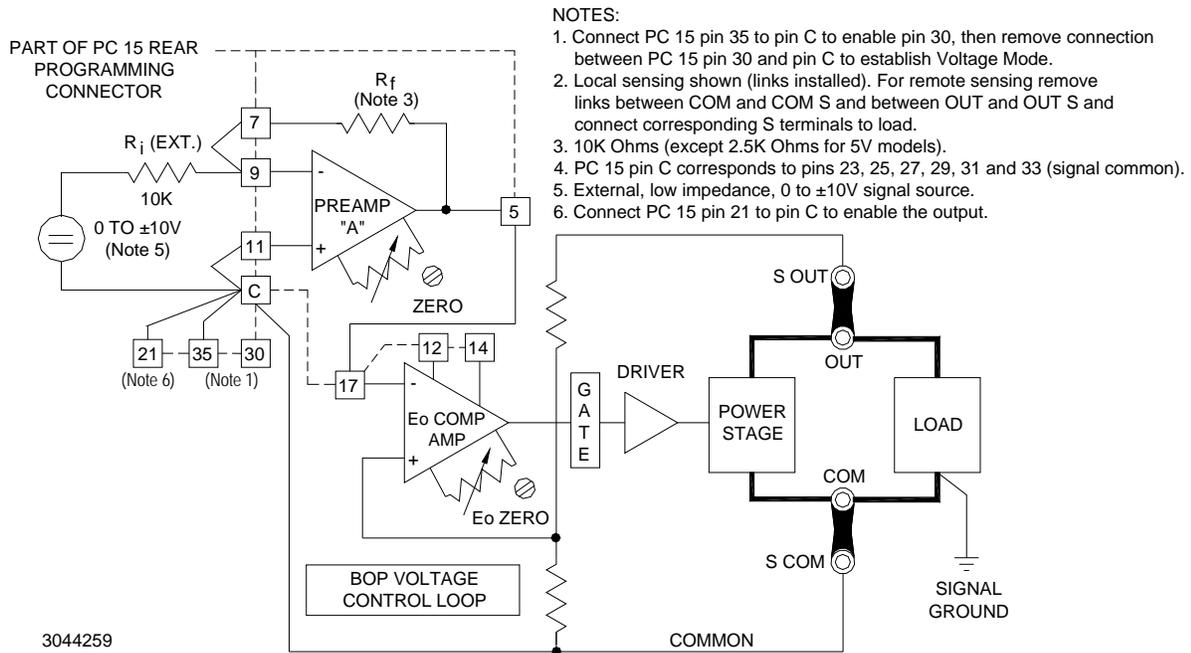 NOTES:
1. Connect PC 15 pin 35 to pin C to enable pin 30, then remove connection
between PC 15 pin 30 and pin C to establish Voltage Mode.
2. Local sensing shown (links installed). For remote sensing remove
links between COM and COM S and between OUT and OUT S and
connect corresponding S terminals to load.
3. 10K Ohms (except 2.5K Ohms for 5V models).
4. PC 15 pin C corresponds to pins 23, 25, 27, 29, 31 and 33 (signal common).
5. External, low impedance, 0 to ±10V signal source.
6. Connect PC 15 pin 21 to pin C to enable the output.
PART OF PC 15 REAR
PROGRAMMING
CONNECTOR
Rf
(Note 3)
7
Ri (EXT.)
10K
9
-
PREAMP
"A"
+
5
0 TO ±10V
(Note 5)
11
C
ZERO
21
35
30
(Note 6)
(Note 1)
12
14
17
-
Eo COMP
AMP
+
Eo ZERO
GATE
DRIVER
POWER
STAGE
S OUT
OUT
LOAD
COM
S COM
SIGNAL
GROUND
BOP VOLTAGE
CONTROL LOOP
COMMON
3044259